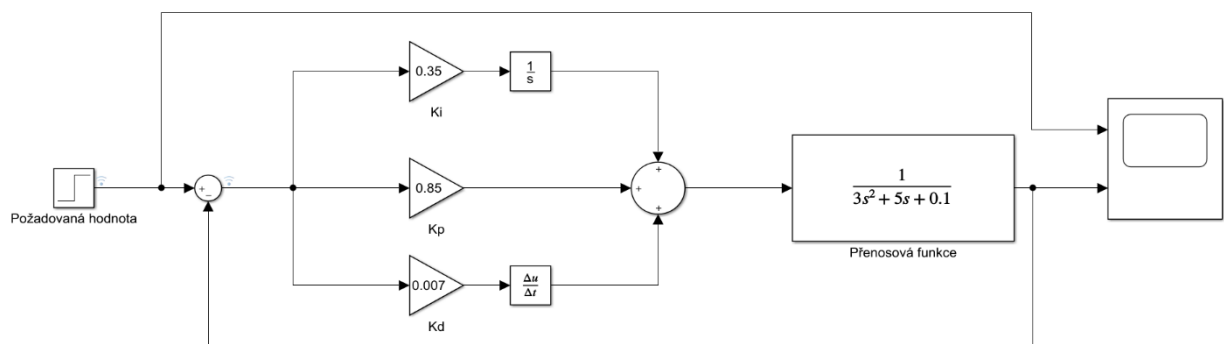 0.35
1
s
Ki
+
−
0.85
+
+
+
1
3s² + 5s + 0.1
Požadovaná hodnota
Kp
Přenosová funkce
0.007
Δu
Δt
Kd